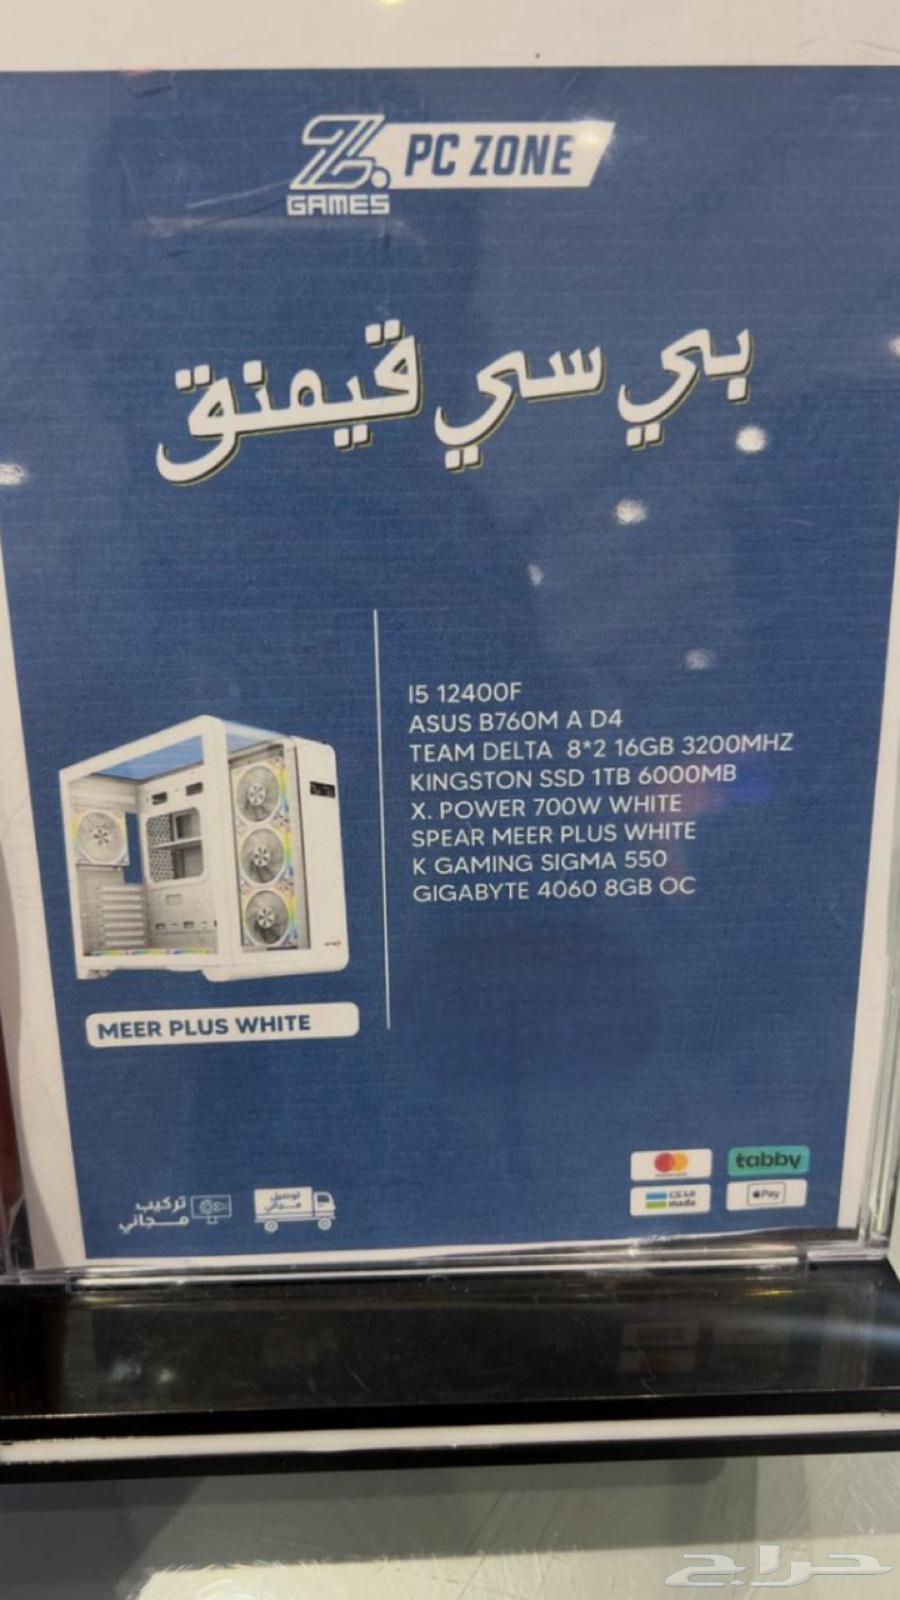 Z.
GAMES
PC ZONE
بي سي قيمنق
I5 12400F
ASUS B760M A D4
TEAM DELTA 8*2 16GB 3200MHZ
KINGSTON SSD 1TB 6000MB
X. POWER 700W WHITE
SPEAR MEER PLUS WHITE
K GAMING SIGMA 550
GIGABYTE 4060 8GB OC
MEER PLUS WHITE
تركيب
مجاني
توصيل
مجاني
tabby
مدى
mada
Pay
حراج